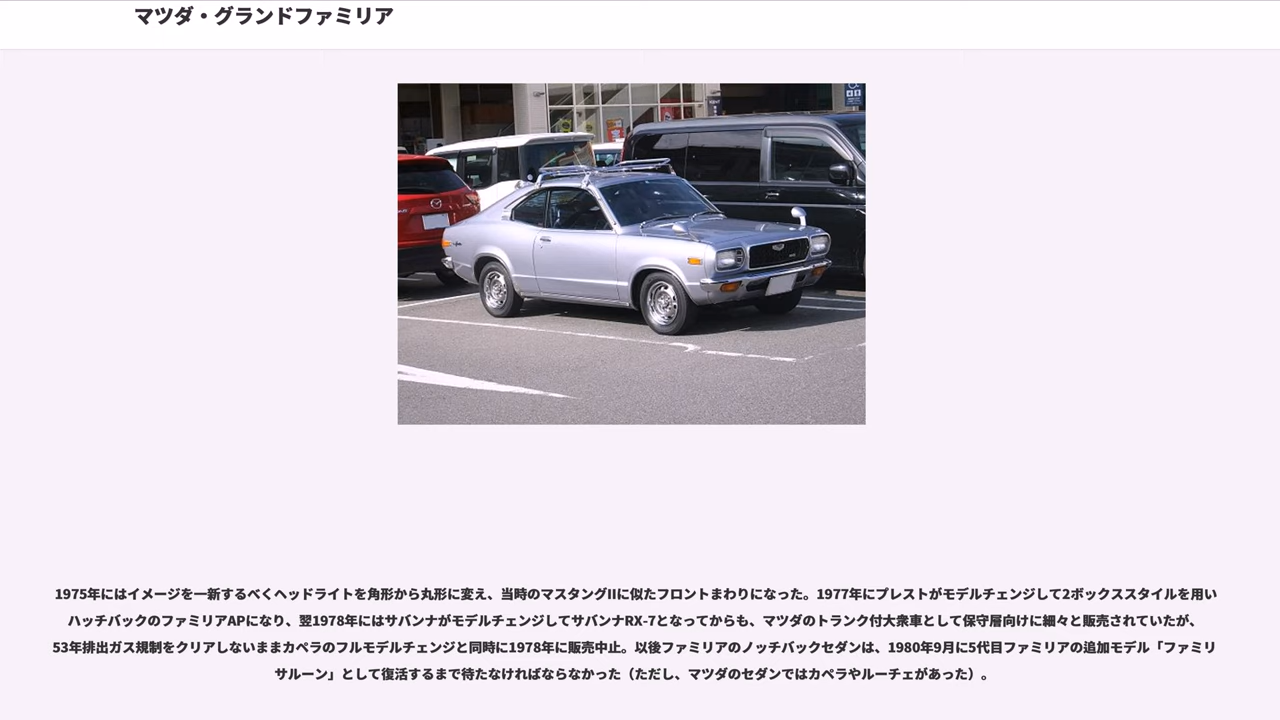 マツダ・グランドファミリア
1975年にはイメージを一新するべくヘッドライトを角形から丸形に変え、当時のマスタングIIに似たフロントまわりになった。1977年にプレストがモデルチェンジして2ボックススタイルを用い
ハッチバックのファミリアAPになり、翌1978年にはサバンナがモデルチェンジしてサバンナRX-7となってからも、マツダのトランク付大衆車として保守層向けに細々と販売されていたが、
53年排出ガス規制をクリアしないままカペラのフルモデルチェンジと同時に1978年に販売中止。以後ファミリアのノッチバックセダンは、1980年9月に5代目ファミリアの追加モデル「ファミリ
サルーン」として復活するまで待たなければならなかった（ただし、マツダのセダンではカペラやルーチェがあった）。